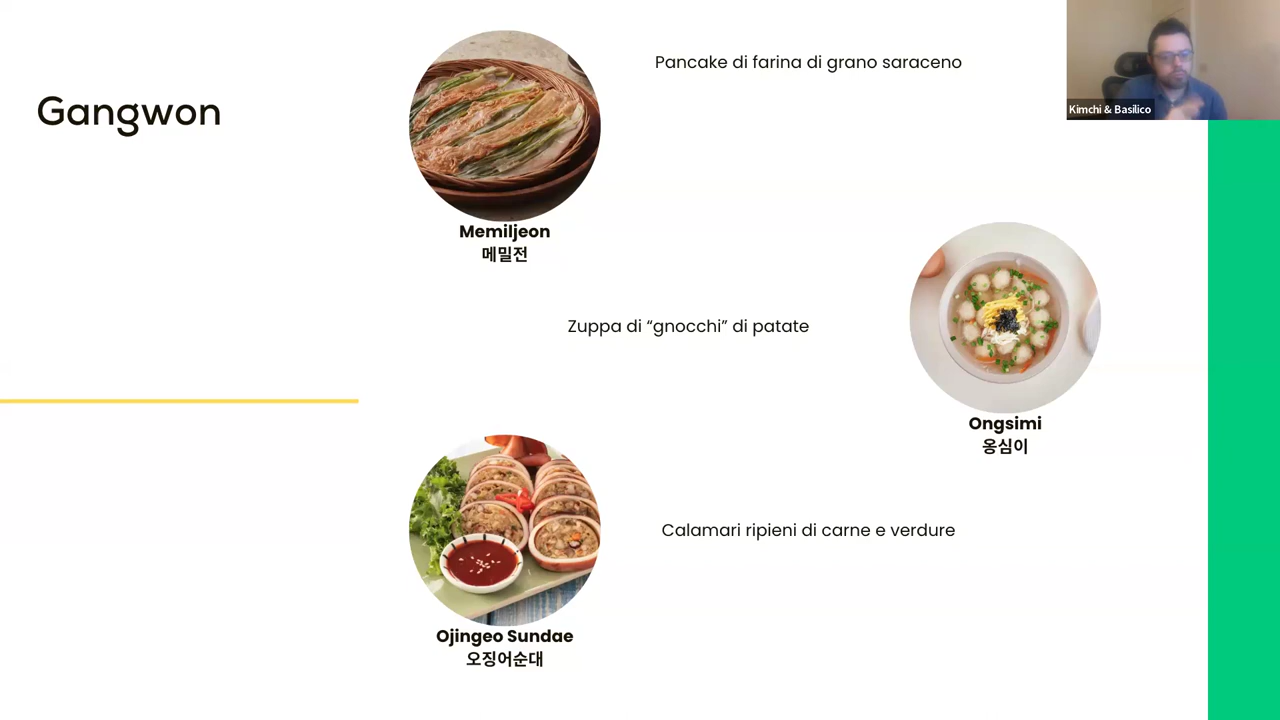 Gangwon
Pancake di farina di grano saraceno
Kimchi & Basilico
Memiljeon
메밀전
Zuppa di “gnocchi” di patate
Ongsimi
옹심이
Calamari ripieni di carne e verdure
Ojingeo Sundae
오징어순대